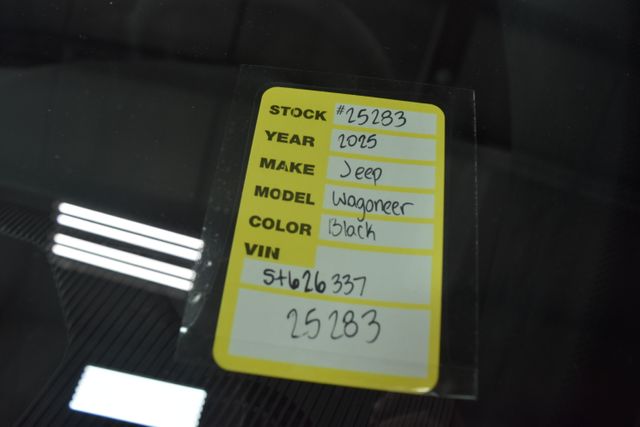 STOCK #25283
YEAR 2025
MAKE Jeep
MODEL Wagoneer
COLOR Black
VIN
St626337
25283